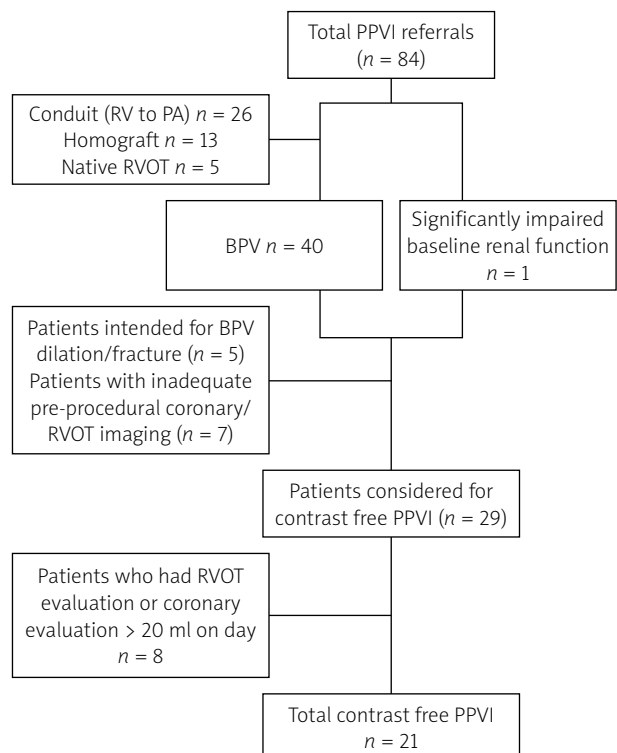 Total PPVI referrals
(n = 84)
Conduit (RV to PA) n = 26
Homograft n = 13
Native RVOT n = 5
BPV n = 40
Significantly impaired
baseline renal function
n = 1
Patients intended for BPV
dilation/fracture (n = 5)
Patients with inadequate
pre-procedural coronary/
RVOT imaging (n = 7)
Patients considered for
contrast free PPVI (n = 29)
Patients who had RVOT
evaluation or coronary
evaluation > 20 ml on day
n = 8
Total contrast free PPVI
n = 21